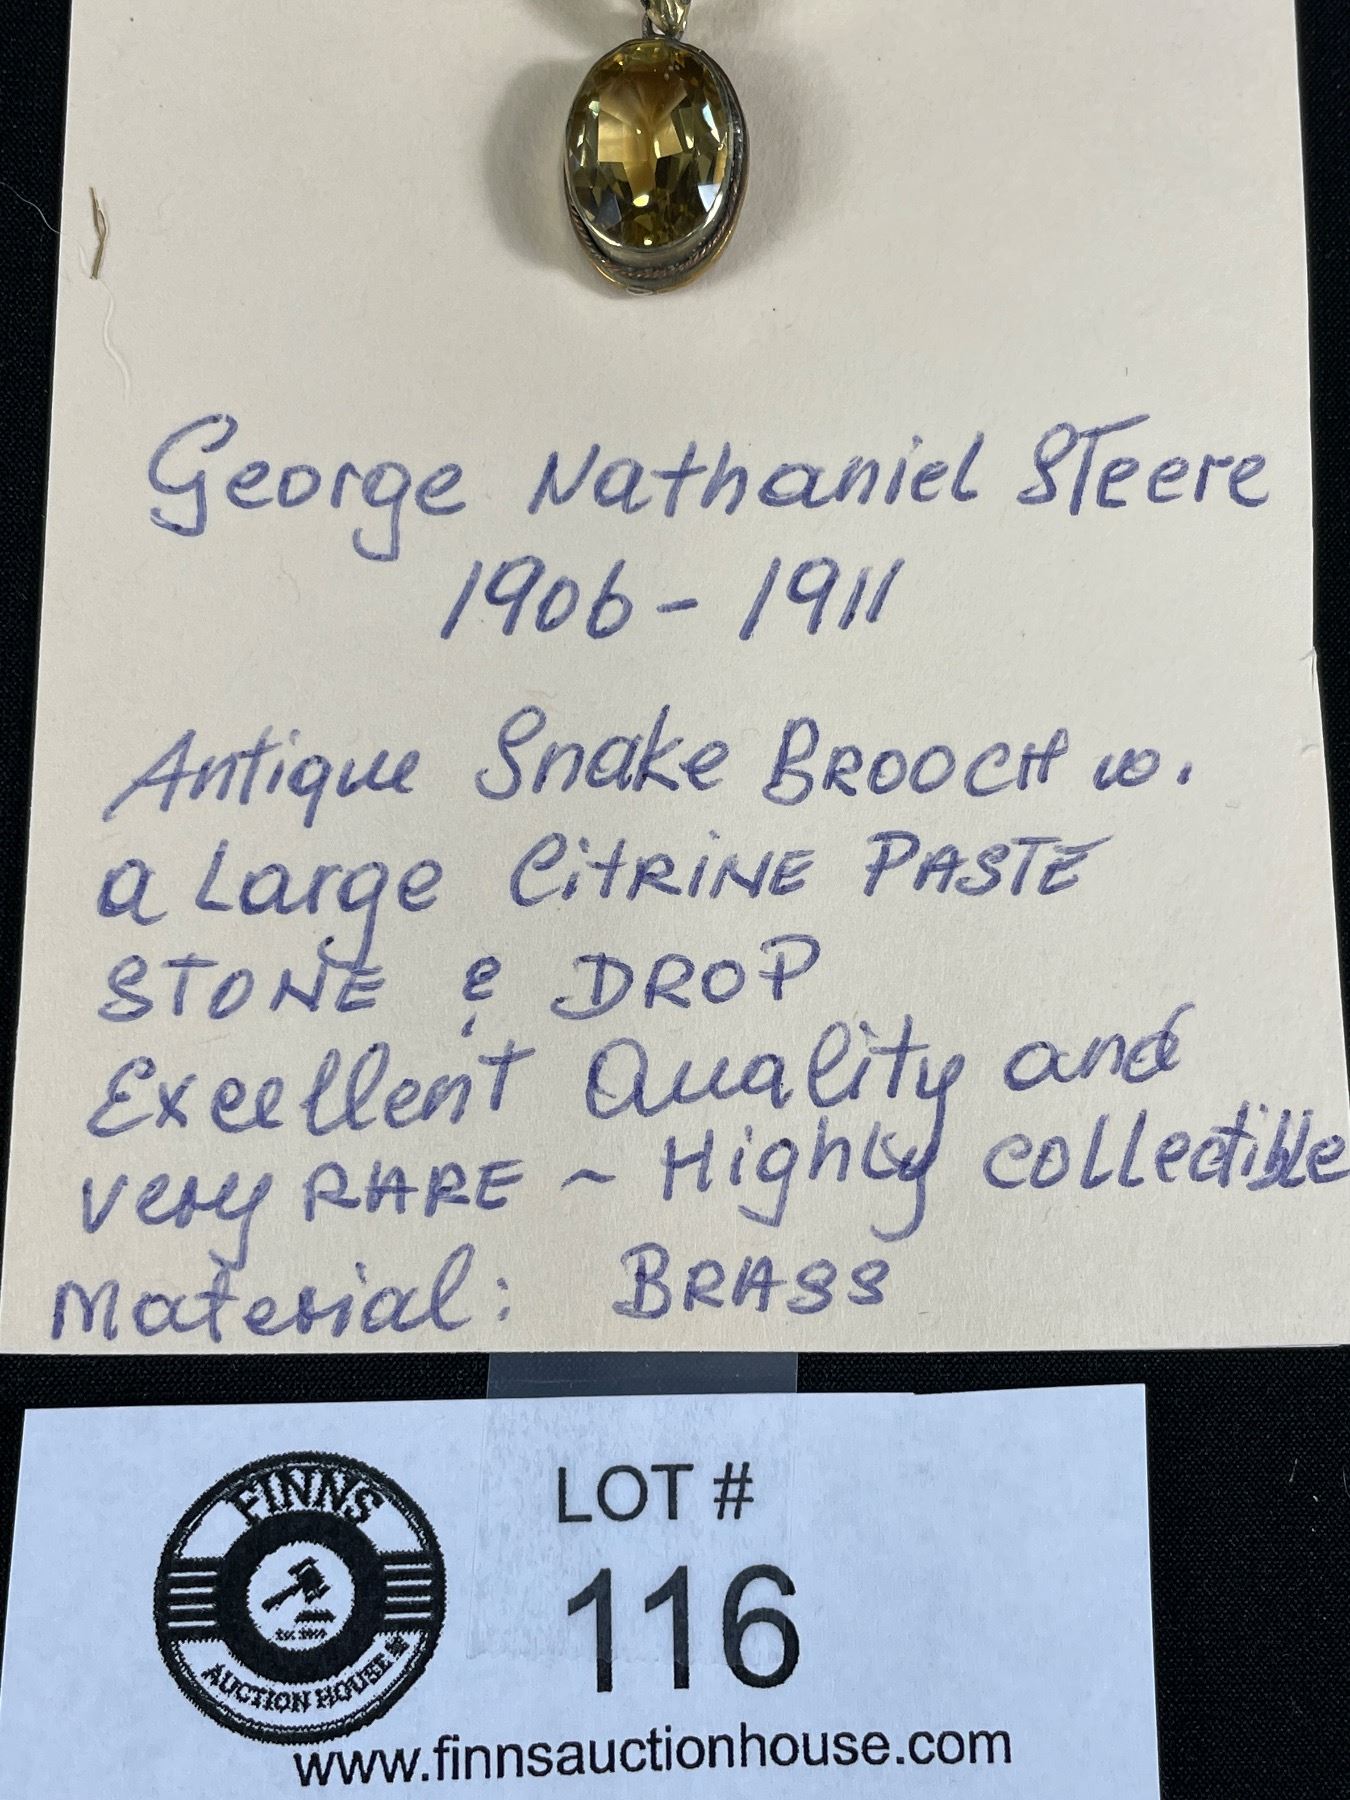 George Nathaniel Steere
1906 - 1911
Antique Snake BROOCH w.
a Large CitRiNE PASTE
STONE & DROP
Excellent Quality and
very RARE ~ Highly collectible
Material: BRASS
FINNS
AUCTION HOUSE
LOT #
116
www.finnsauctionhouse.com